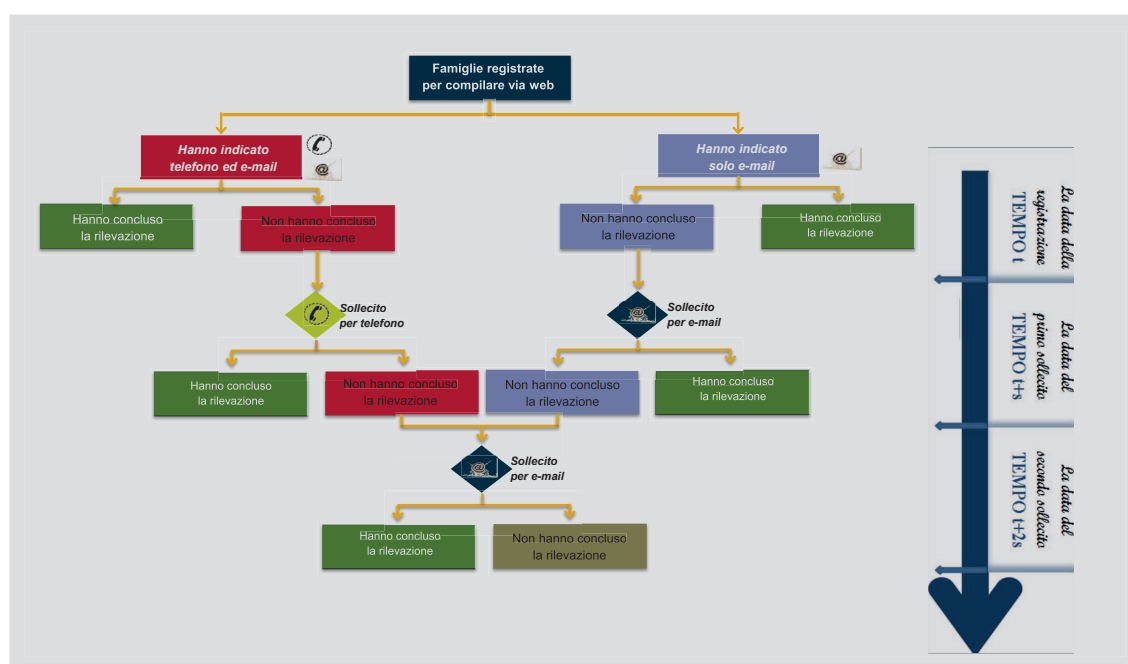 Famiglie registrate
per compilare via web
Hanno indicato
telefono ed e-mail
@
Hanno indicato
solo e-mail
@
Hanno concluso
la rilevazione
Non hanno concluso
la rilevazione
Non hanno concluso
la rilevazione
Hanno concluso
la rilevazione
Sollecito
per telefono
@
Sollecito
per e-mail
Hanno concluso
la rilevazione
Non hanno concluso
la rilevazione
Non hanno concluso
la rilevazione
Hanno concluso
la rilevazione
@
Sollecito
per e-mail
Hanno concluso
la rilevazione
Non hanno concluso
la rilevazione
La data della
registrazione
TEMPO t
La data del
primo sollecito
TEMPO t+s
La data del
secondo sollecito
TEMPO t+2s